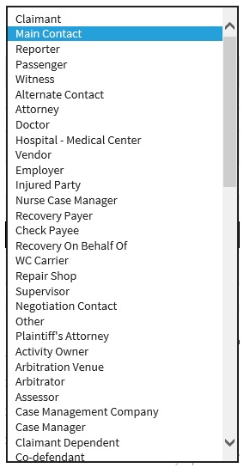 Claimant
Main Contact
Reporter
Passenger
Witness
Alternate Contact
Attorney
Doctor
Hospital - Medical Center
Vendor
Employer
Injured Party
Nurse Case Manager
Recovery Payer
Check Payee
Recovery On Behalf Of
WC Carrier
Repair Shop
Supervisor
Negotiation Contact
Other
Plaintiff's Attorney
Activity Owner
Arbitration Venue
Arbitrator
Assessor
Case Management Company
Case Manager
Claimant Dependent
Co-defendant